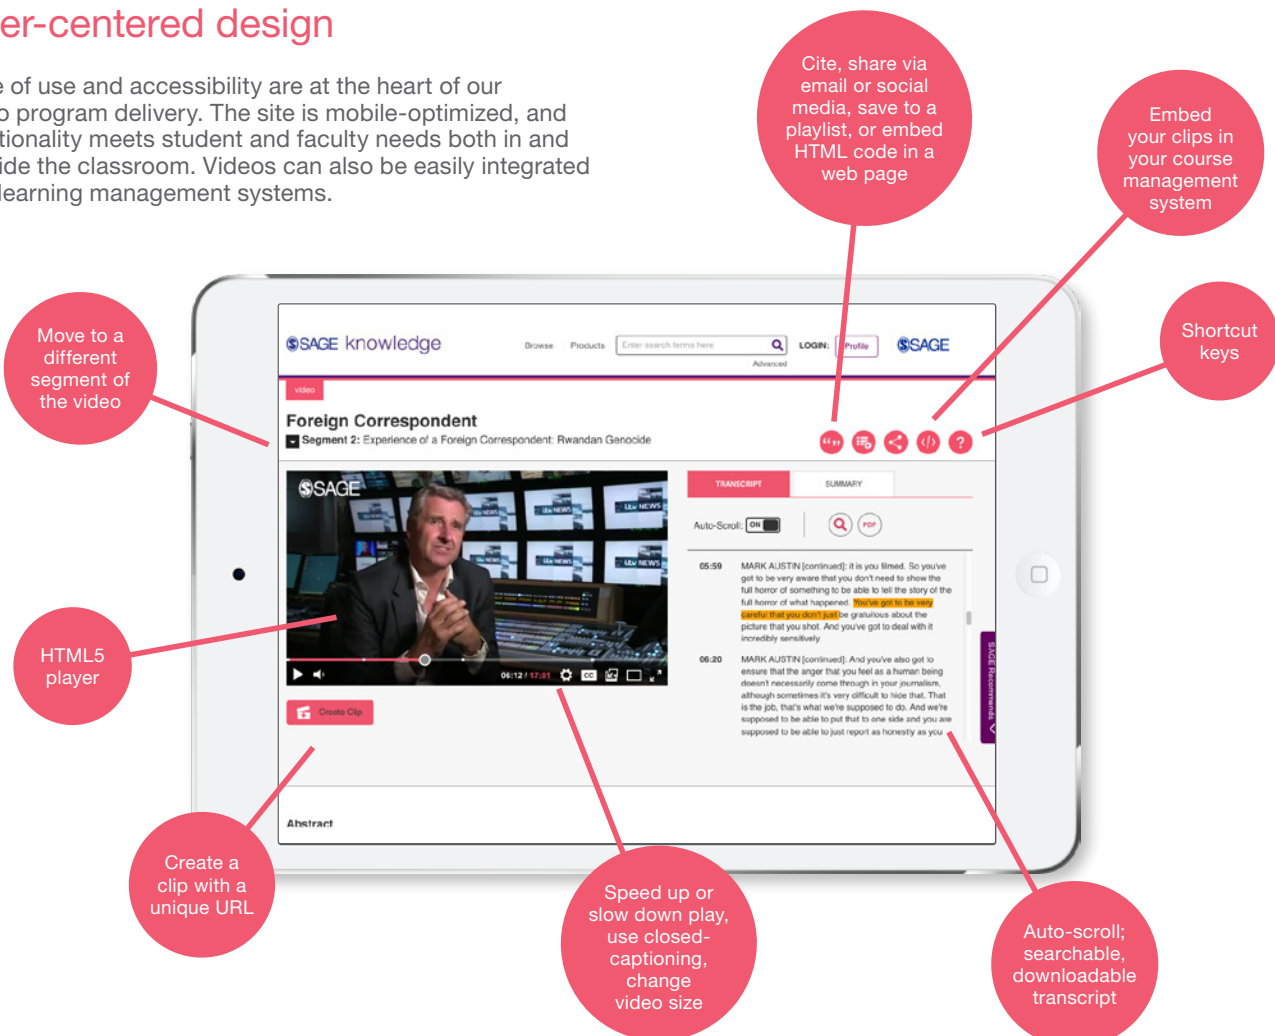 er-centered design
e of use and accessibility are at the heart of our
o program delivery. The site is mobile-optimized, and
tionality meets student and faculty needs both in and
ide the classroom. Videos can also be easily integrated
learning management systems.
Cite, share via
email or social
media, save to a
playlist, or embed
HTML code in a
web page
Embed
your clips in
your course
management
system
Shortcut
keys
Move to a
different
segment of
the video
HTML5
player
Create a
clip with a
unique URL
Speed up or
slow down play,
use closed-
captioning,
change
video size
Auto-scroll;
searchable,
downloadable
transcript
SAGE knowledge
Browse Products Enter search terms here LOGIN: Profile SAGE
Advanced
video
Foreign Correspondent
Segment 2: Experience of a Foreign Correspondent: Rwandan Genocide
“ ” </> ?
SAGE
itv NEWS
itv NEWS
itv NEWS
itv NEWS
06:12 / 17:01 CC
Create Clip
TRANSCRIPT SUMMARY
Auto-Scroll: ON PDF
05:59 MARK AUSTIN [continued]: it is you filmed. So you've
got to be very aware that you don't need to show the
full horror of something to be able to tell the story of the
full horror of what happened. You've got to be very
careful that you don't just be gratuitous about the
picture that you shot. And you've got to deal with it
incredibly sensitively.
06:20 MARK AUSTIN [continued]: And you've also got to
ensure that the anger that you feel as a human being
doesn't necessarily come through in your journalism,
although sometimes it's very difficult to hide that. That
is the job, that's what we're supposed to do. And we're
supposed to be able to put that to one side and you are
supposed to be able to just report as honestly as you
SAGE Recommends
Abstract